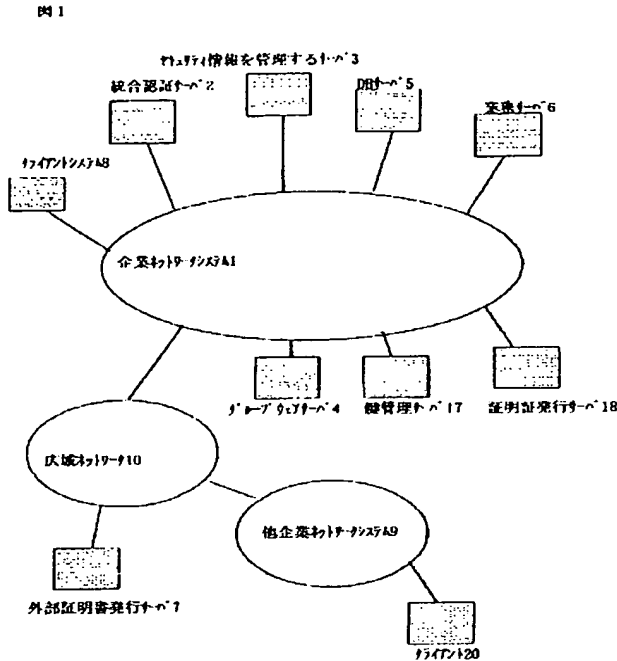 図1
セキュリティ情報を管理するサーバ3
統合認証サーバ2
DBサーバ5
業務サーバ6
クライアントシステム8
企業ネットワークシステム1
グループウェアサーバ4
鍵管理サーバ17
証明証発行サーバ18
広域ネットワーク10
他企業ネットワークシステム9
外部証明書発行サーバ7
クライアント20